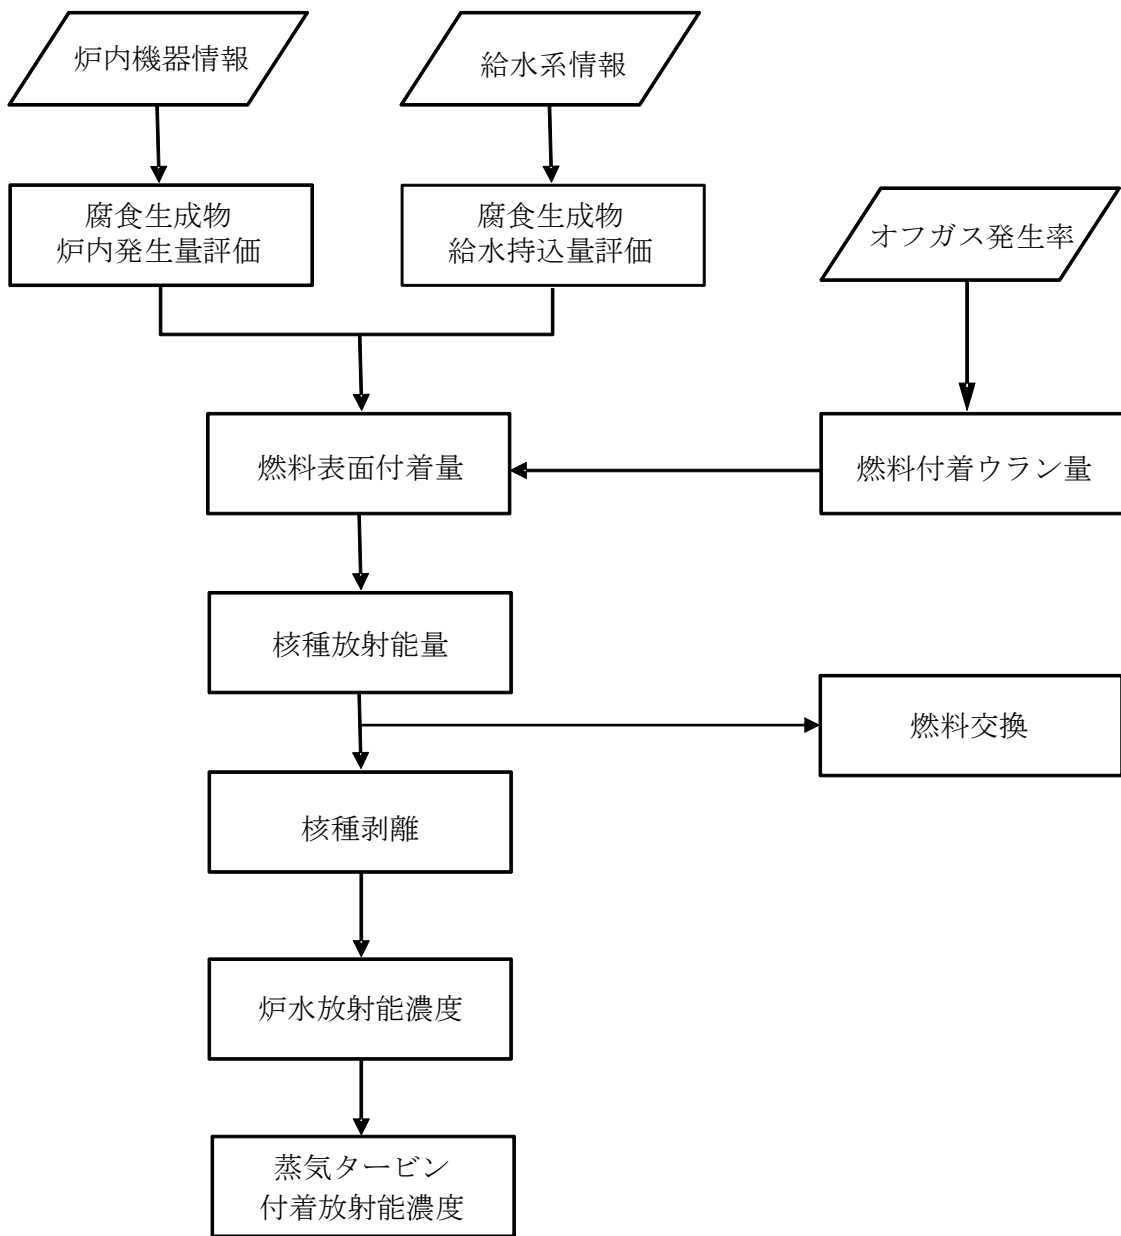 炉内機器情報
給水系情報
腐食生成物
炉内発生量評価
腐食生成物
給水持込量評価
オフガス発生率
燃料表面付着量
燃料付着ウラン量
核種放射能量
燃料交換
核種剥離
炉水放射能濃度
蒸気タービン
付着放射能濃度